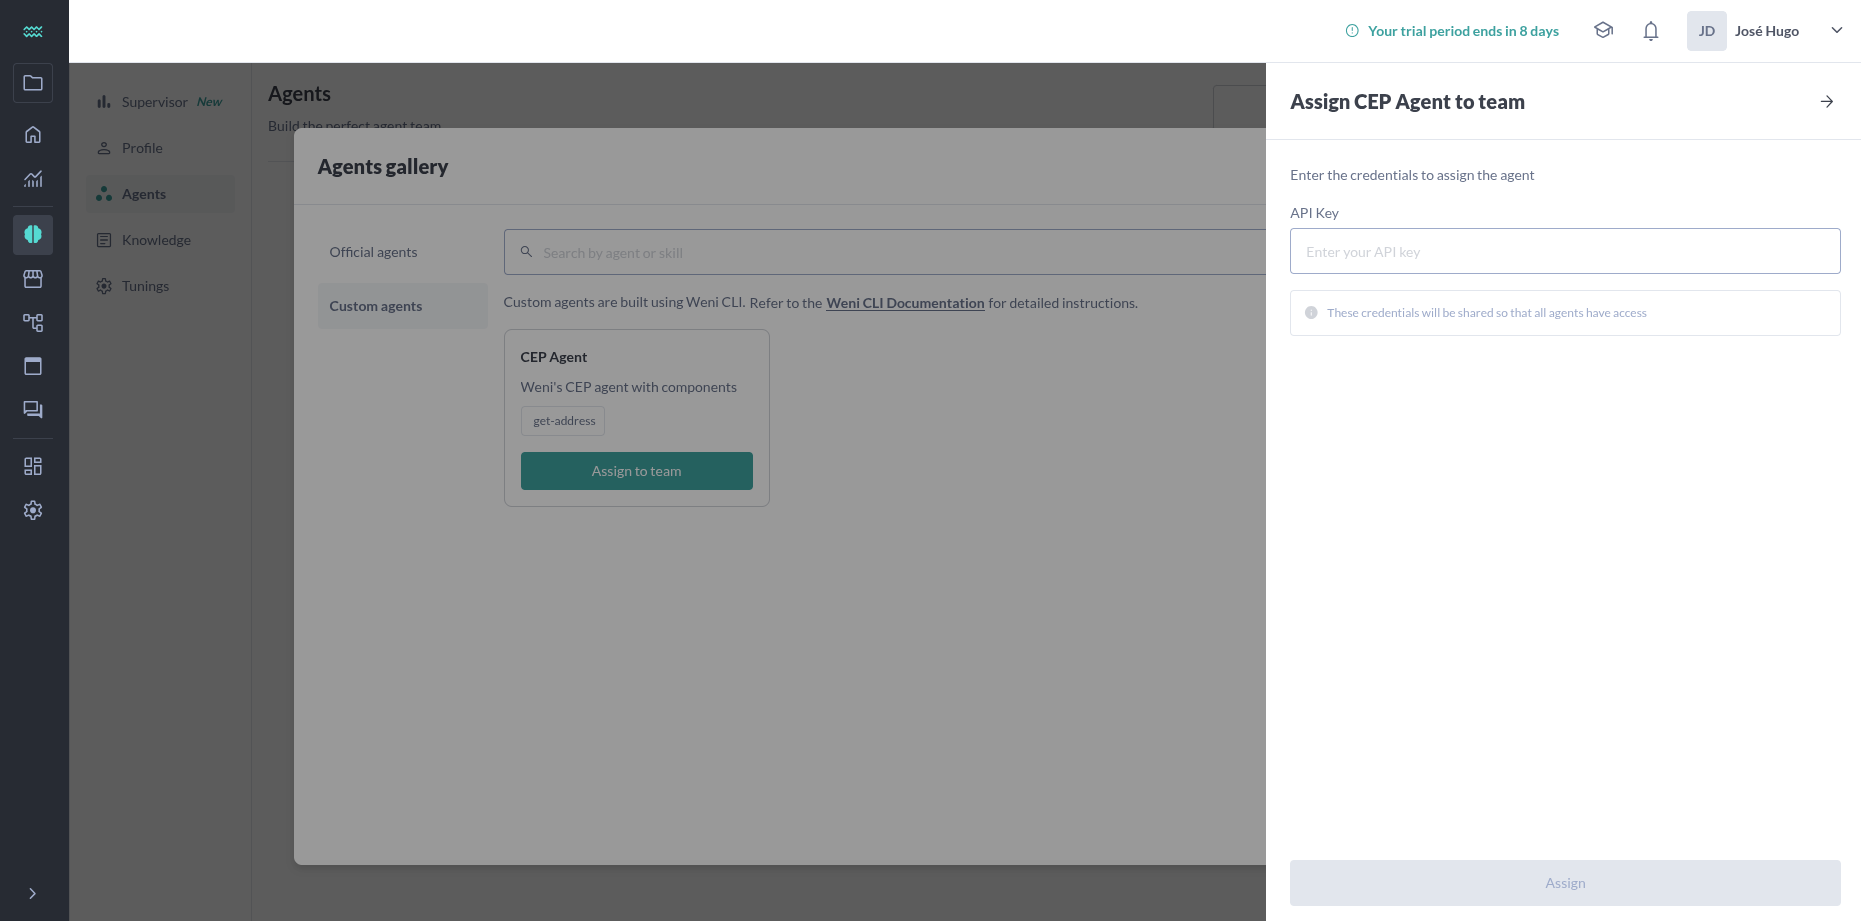 Your trial period ends in 8 days
JD
José Hugo
Supervisor New
Profile
Agents
Knowledge
Tunings
Agents
Build the perfect agent team
Agents gallery
Official agents
Custom agents
Search by agent or skill
Custom agents are built using Weni CLI. Refer to the Weni CLI Documentation for detailed instructions.
CEP Agent
Weni's CEP agent with components
get-address
Assign to team
Assign CEP Agent to team
Enter the credentials to assign the agent
API Key
Enter your API key
These credentials will be shared so that all agents have access
Assign